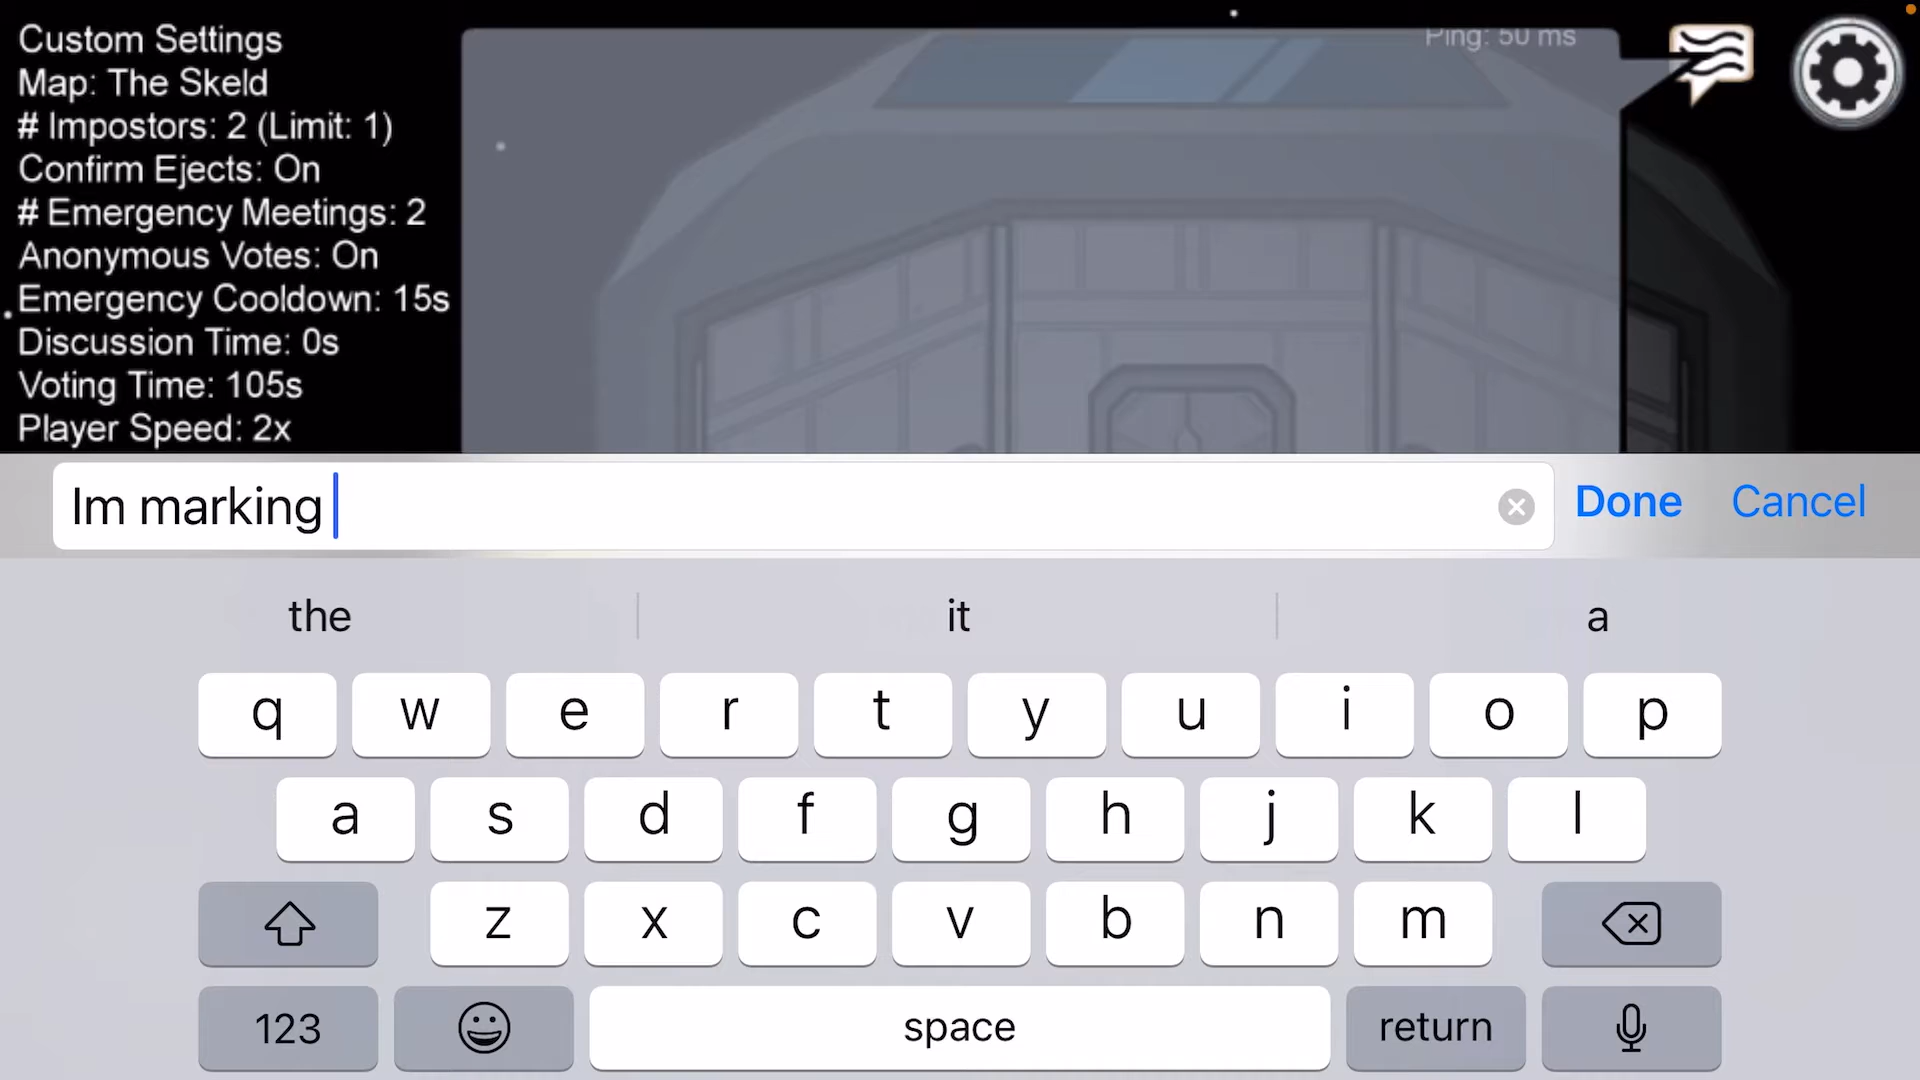 Custom Settings
Map: The Skeld
# Impostors: 2 (Limit: 1)
Confirm Ejects: On
# Emergency Meetings: 2
Anonymous Votes: On
Emergency Cooldown: 15s
Discussion Time: 0s
Voting Time: 105s
Player Speed: 2x
Ping: 50 ms
Im marking
Done Cancel
the it a
q w e r t y u i o p
a s d f g h j k l
z x c v b n m
123 space return